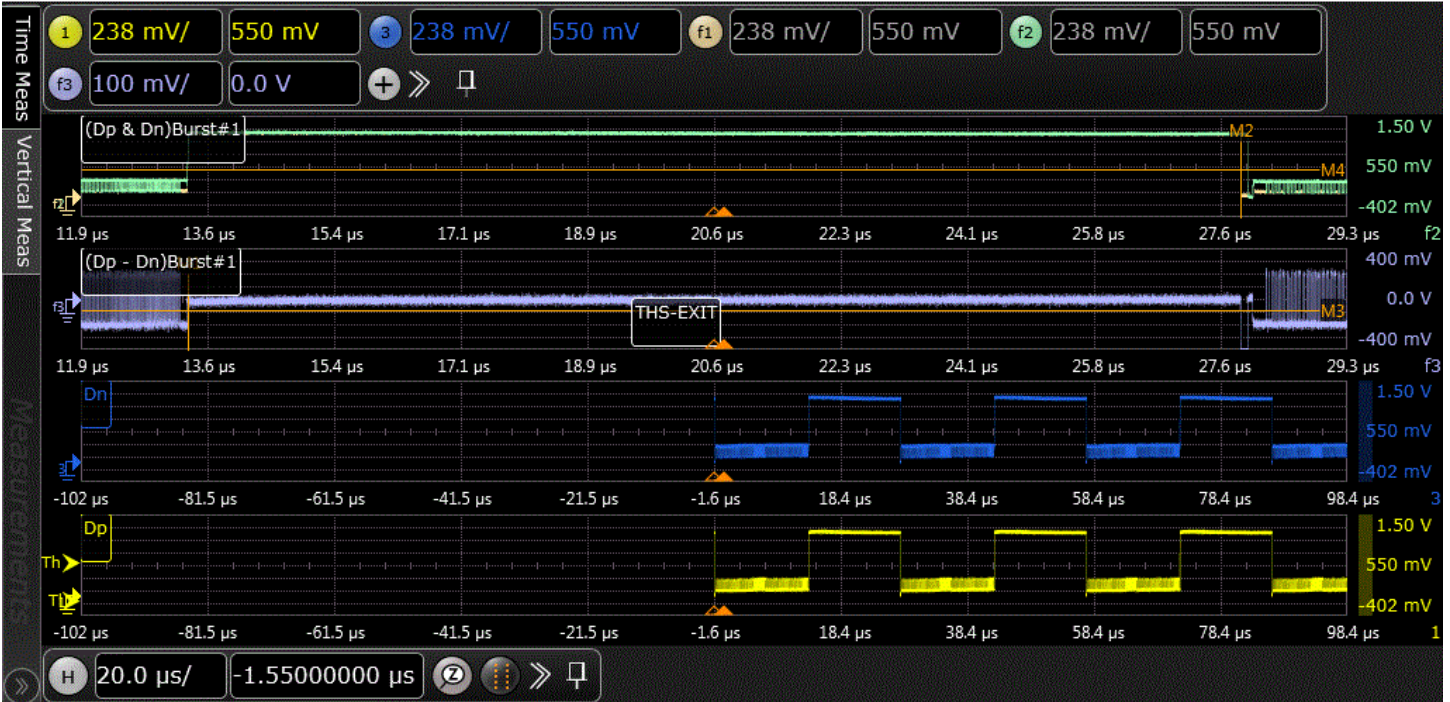 Time Meas
Vertical Meas
Measurements
1 238 mV/ 550 mV 3 238 mV/ 550 mV f1 238 mV/ 550 mV f2 238 mV/ 550 mV
f3 100 mV/ 0.0 V
(Dp & Dn)Burst#1
M2
1.50 V
550 mV
M4
-402 mV
f2
11.9 µs 13.6 µs 15.4 µs 17.1 µs 18.9 µs 20.6 µs 22.3 µs 24.1 µs 25.8 µs 27.6 µs 29.3 µs f2
(Dp - Dn)Burst#1
400 mV
f3
0.0 V
THS-EXIT
M3
-400 mV
11.9 µs 13.6 µs 15.4 µs 17.1 µs 18.9 µs 20.6 µs 22.3 µs 24.1 µs 25.8 µs 27.6 µs 29.3 µs f3
Dn
1.50 V
550 mV
3
-402 mV
-102 µs -81.5 µs -61.5 µs -41.5 µs -21.5 µs -1.6 µs 18.4 µs 38.4 µs 58.4 µs 78.4 µs 98.4 µs 3
Dp
1.50 V
Th
550 mV
-402 mV
-102 µs -81.5 µs -61.5 µs -41.5 µs -21.5 µs -1.6 µs 18.4 µs 38.4 µs 58.4 µs 78.4 µs 98.4 µs 1
H 20.0 µs/ -1.55000000 µs Z